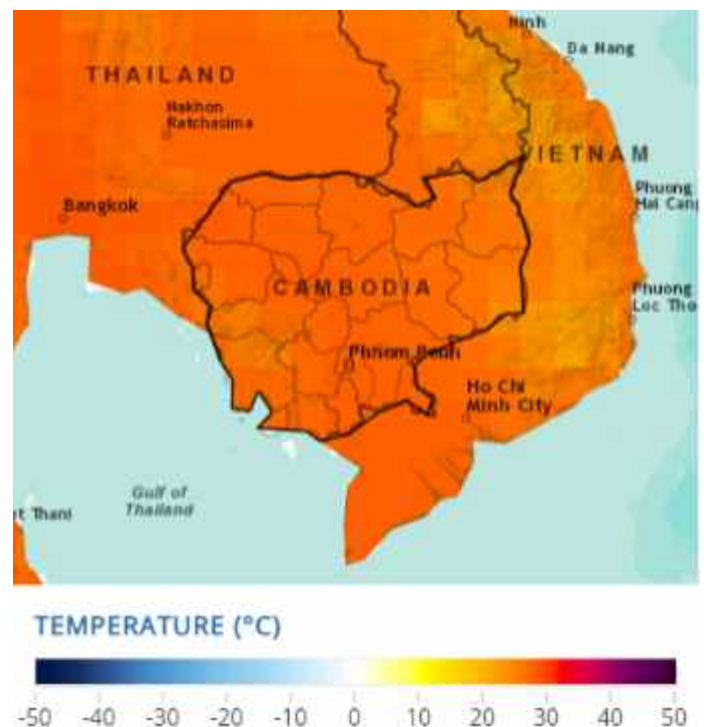 Ninh
Da Nang
THAILAND
Nakhon
Ratchasima
VIETNAM
Phuong
Hai Cang
Bangkok
CAMBODIA
Phuong
Loc Tho
Phnom Penh
Ho Chi
Minh City
Gulf of
Thailand
t Thani
TEMPERATURE (°C)
-50 -40 -30 -20 -10 0 10 20 30 40 50